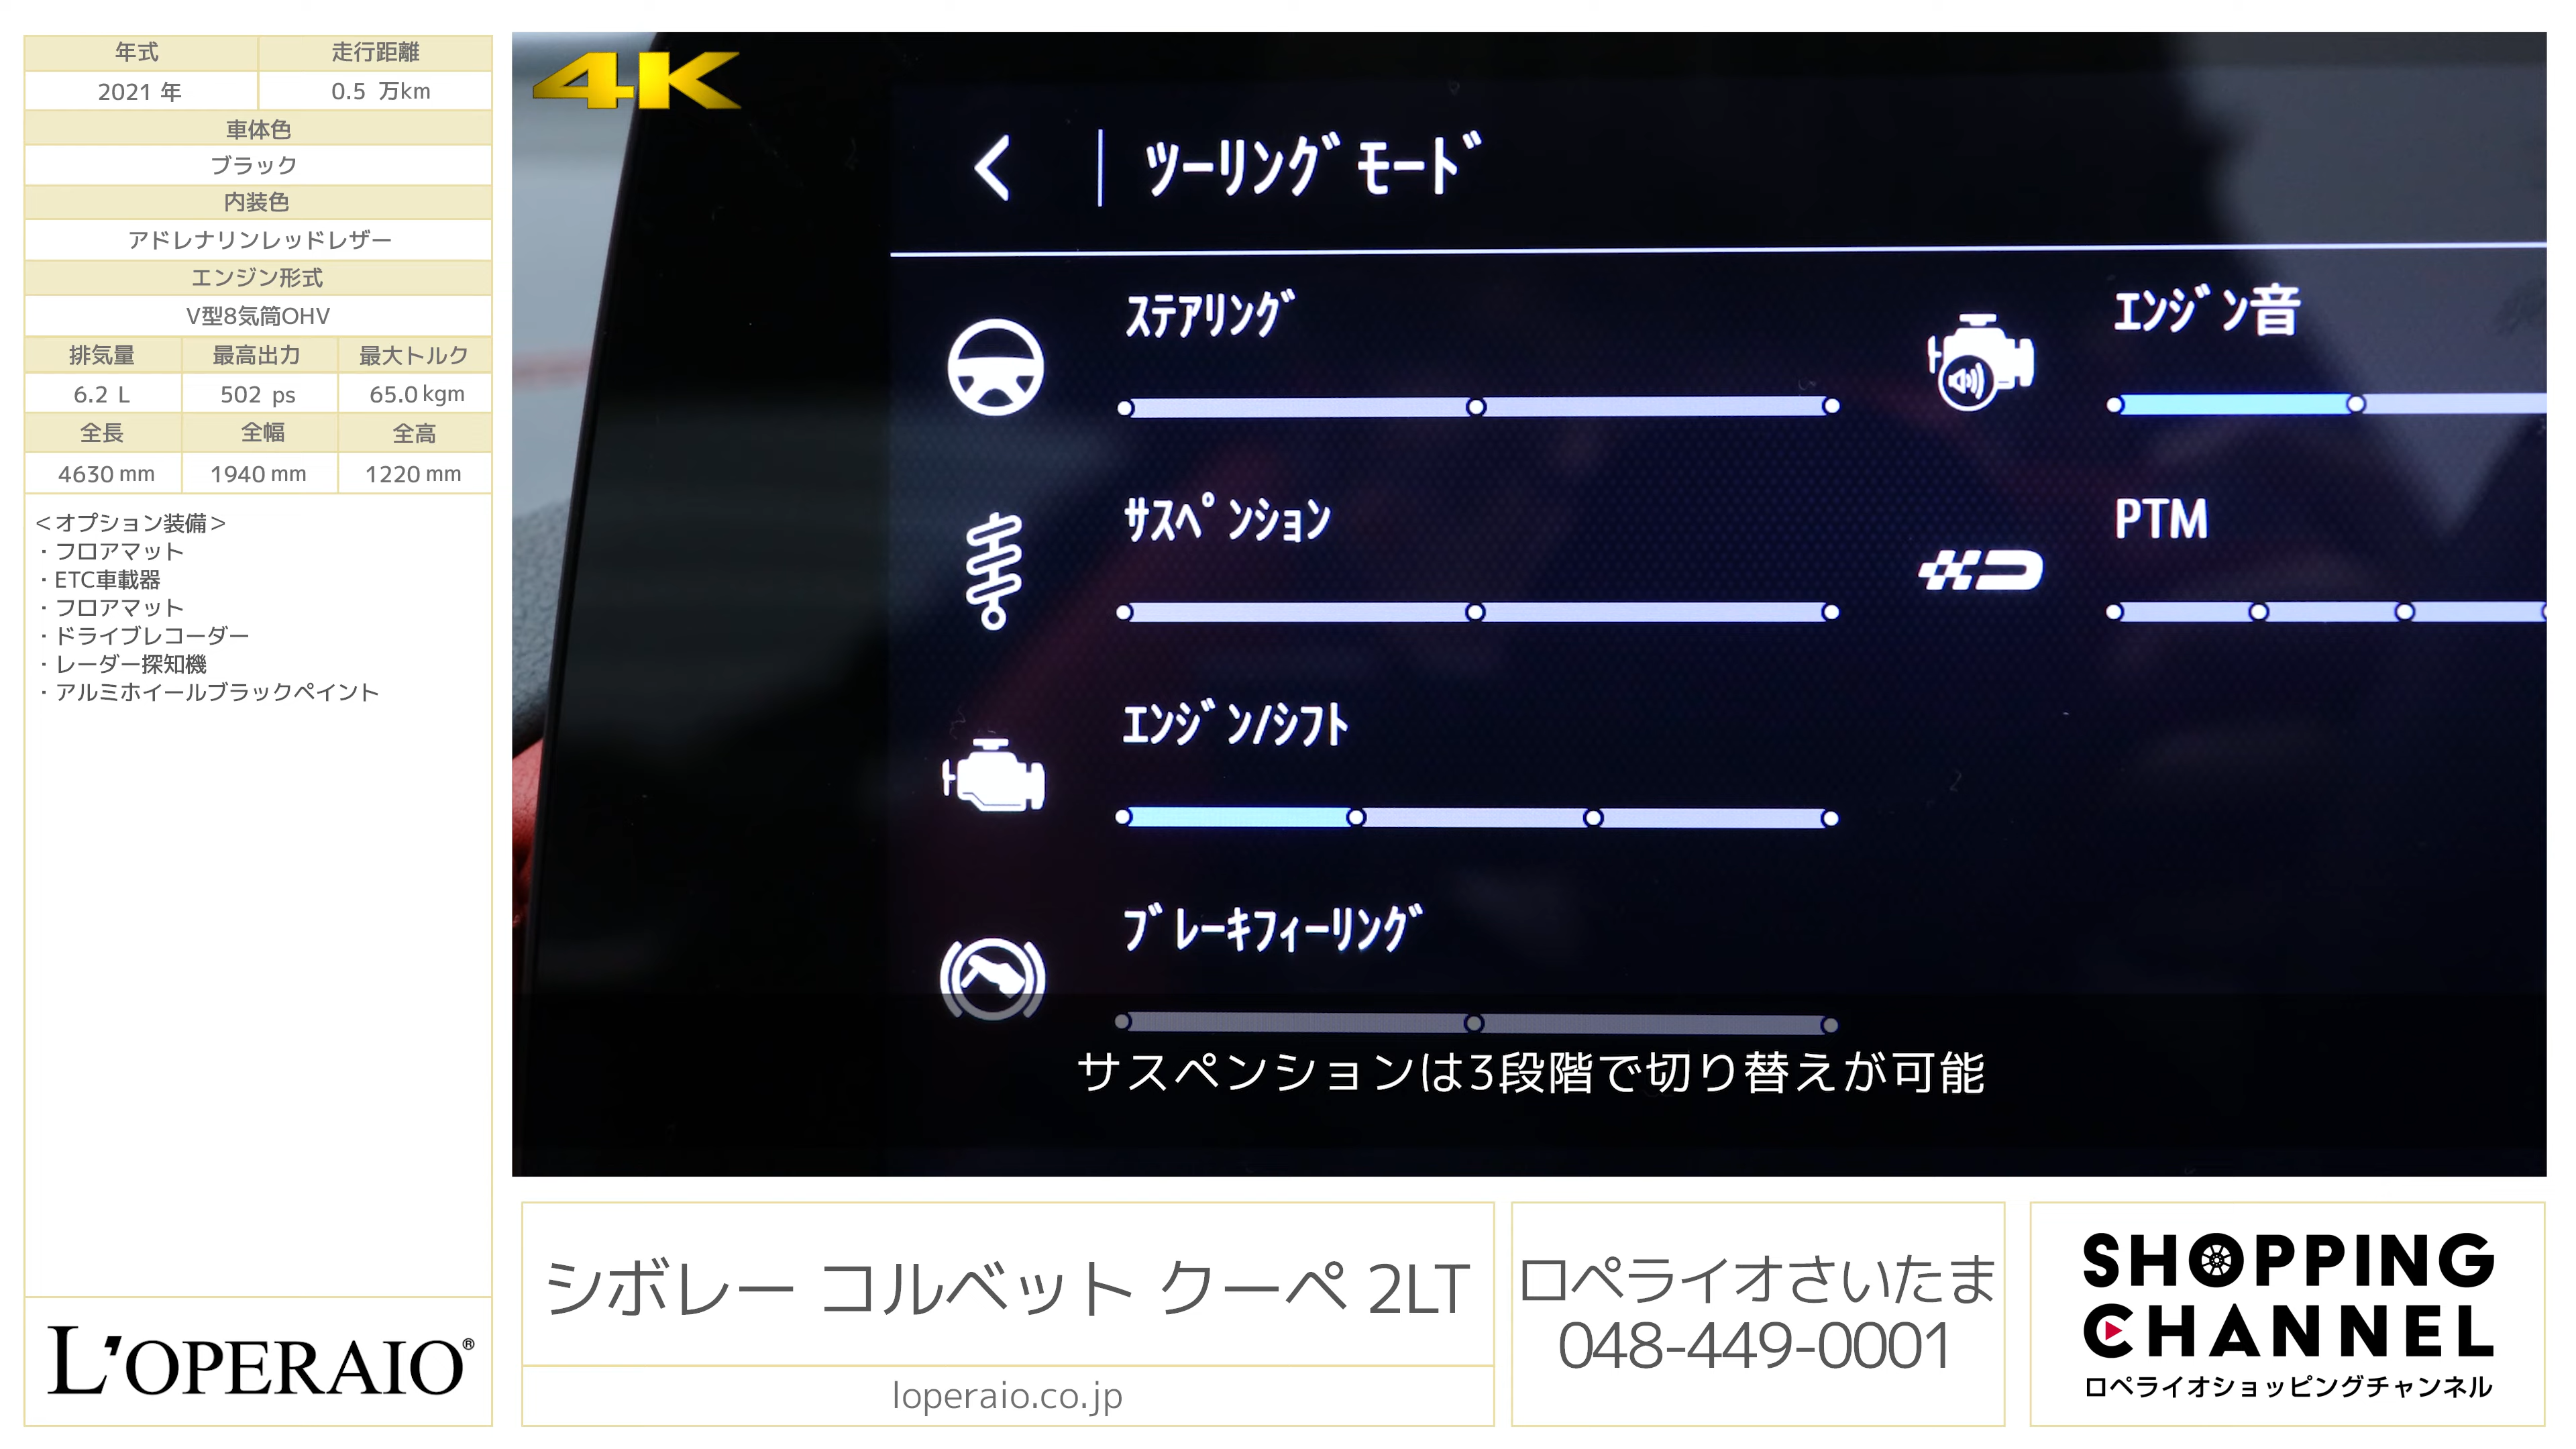 年式 走行距離
2021 年 0.5 万km
車体色
ブラック
内装色
アドレナリンレッドレザー
エンジン形式
V型8気筒OHV
排気量 最高出力 最大トルク
6.2 L 502 ps 65.0kgm
全長 全幅 全高
4630mm 1940mm 1220mm
＜オプション装備＞
・フロアマット
・ETC車載器
・フロアマット
・ドライブレコーダー
・レーダー探知機
・アルミホイールブラックペイント
L'OPERAIO®
4K
ﾂｰﾘﾝｸﾞﾓｰﾄﾞ
ｽﾃｱﾘﾝｸﾞ
ｴﾝｼﾞﾝ音
ｻｽﾍﾟﾝｼｮﾝ
PTM
ｴﾝｼﾞﾝ/ｼﾌﾄ
ﾌﾞﾚｰｷﾌｨｰﾘﾝｸﾞ
サスペンションは3段階で切り替えが可能
シボレー コルベット クーペ 2LT
loperaio.co.jp
ロペライオさいたま
048-449-0001
SHOPPING
CHANNEL
ロペライオショッピングチャンネル